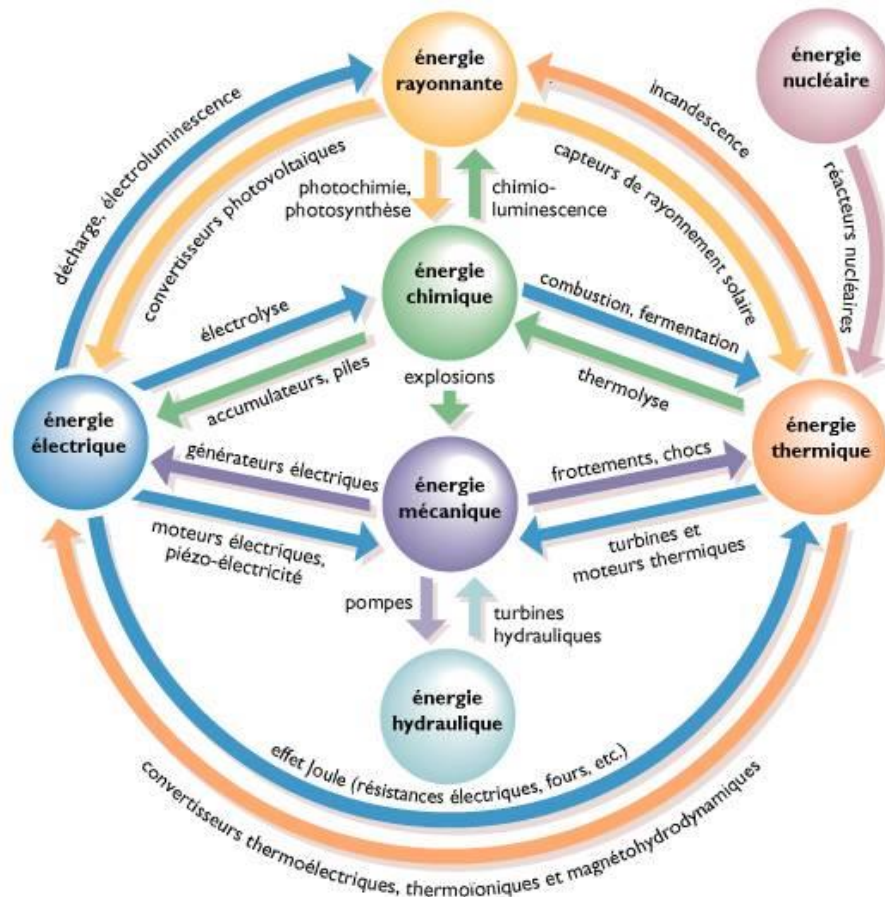 énergie
rayonnante
énergie
nucléaire
décharge, électroluminescence
convertisseurs photovoltaïques
photochimie,
photosynthèse
chimio-
luminescence
capteurs de rayonnement solaire
incandescence
réacteurs nucléaires
énergie
chimique
électrolyse
accumulateurs, piles
combustion, fermentation
thermolyse
explosions
énergie
électrique
énergie
thermique
générateurs électriques
moteurs électriques,
piézo-électricité
énergie
mécanique
frottements, chocs
turbines et
moteurs thermiques
pompes
turbines
hydrauliques
énergie
hydraulique
effet Joule (résistances électriques, fours, etc.)
convertisseurs thermoélectriques, thermoïoniques et magnétohydrodynamiques